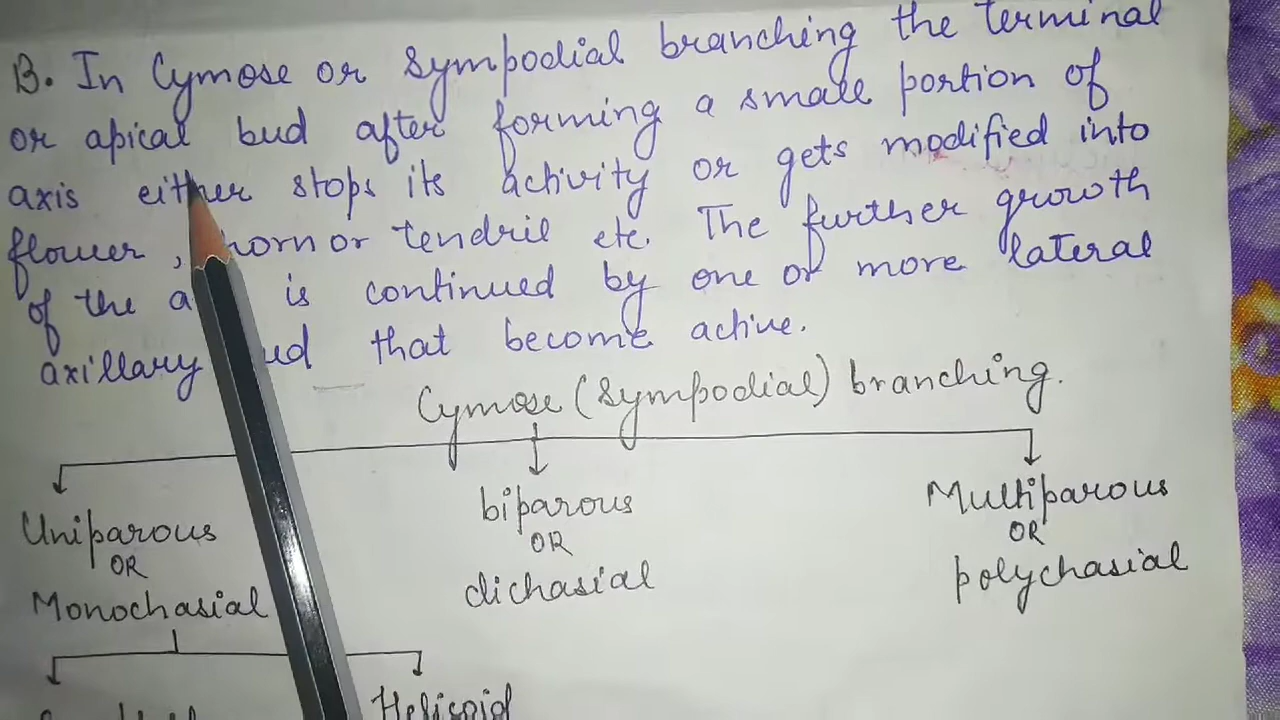 B. In Cymose or Sympodial branching the terminal
or apical bud after forming a small portion of
axis either stops its activity or gets modified into
flower, or tendril etc. The further growth
of the is continued by one or more lateral
axillary that become active.
Cymose (Sympodial) branching.
Uniparous biparous Multiparous
OR OR OR
Monochasial dichasial polychasial
Helicoid